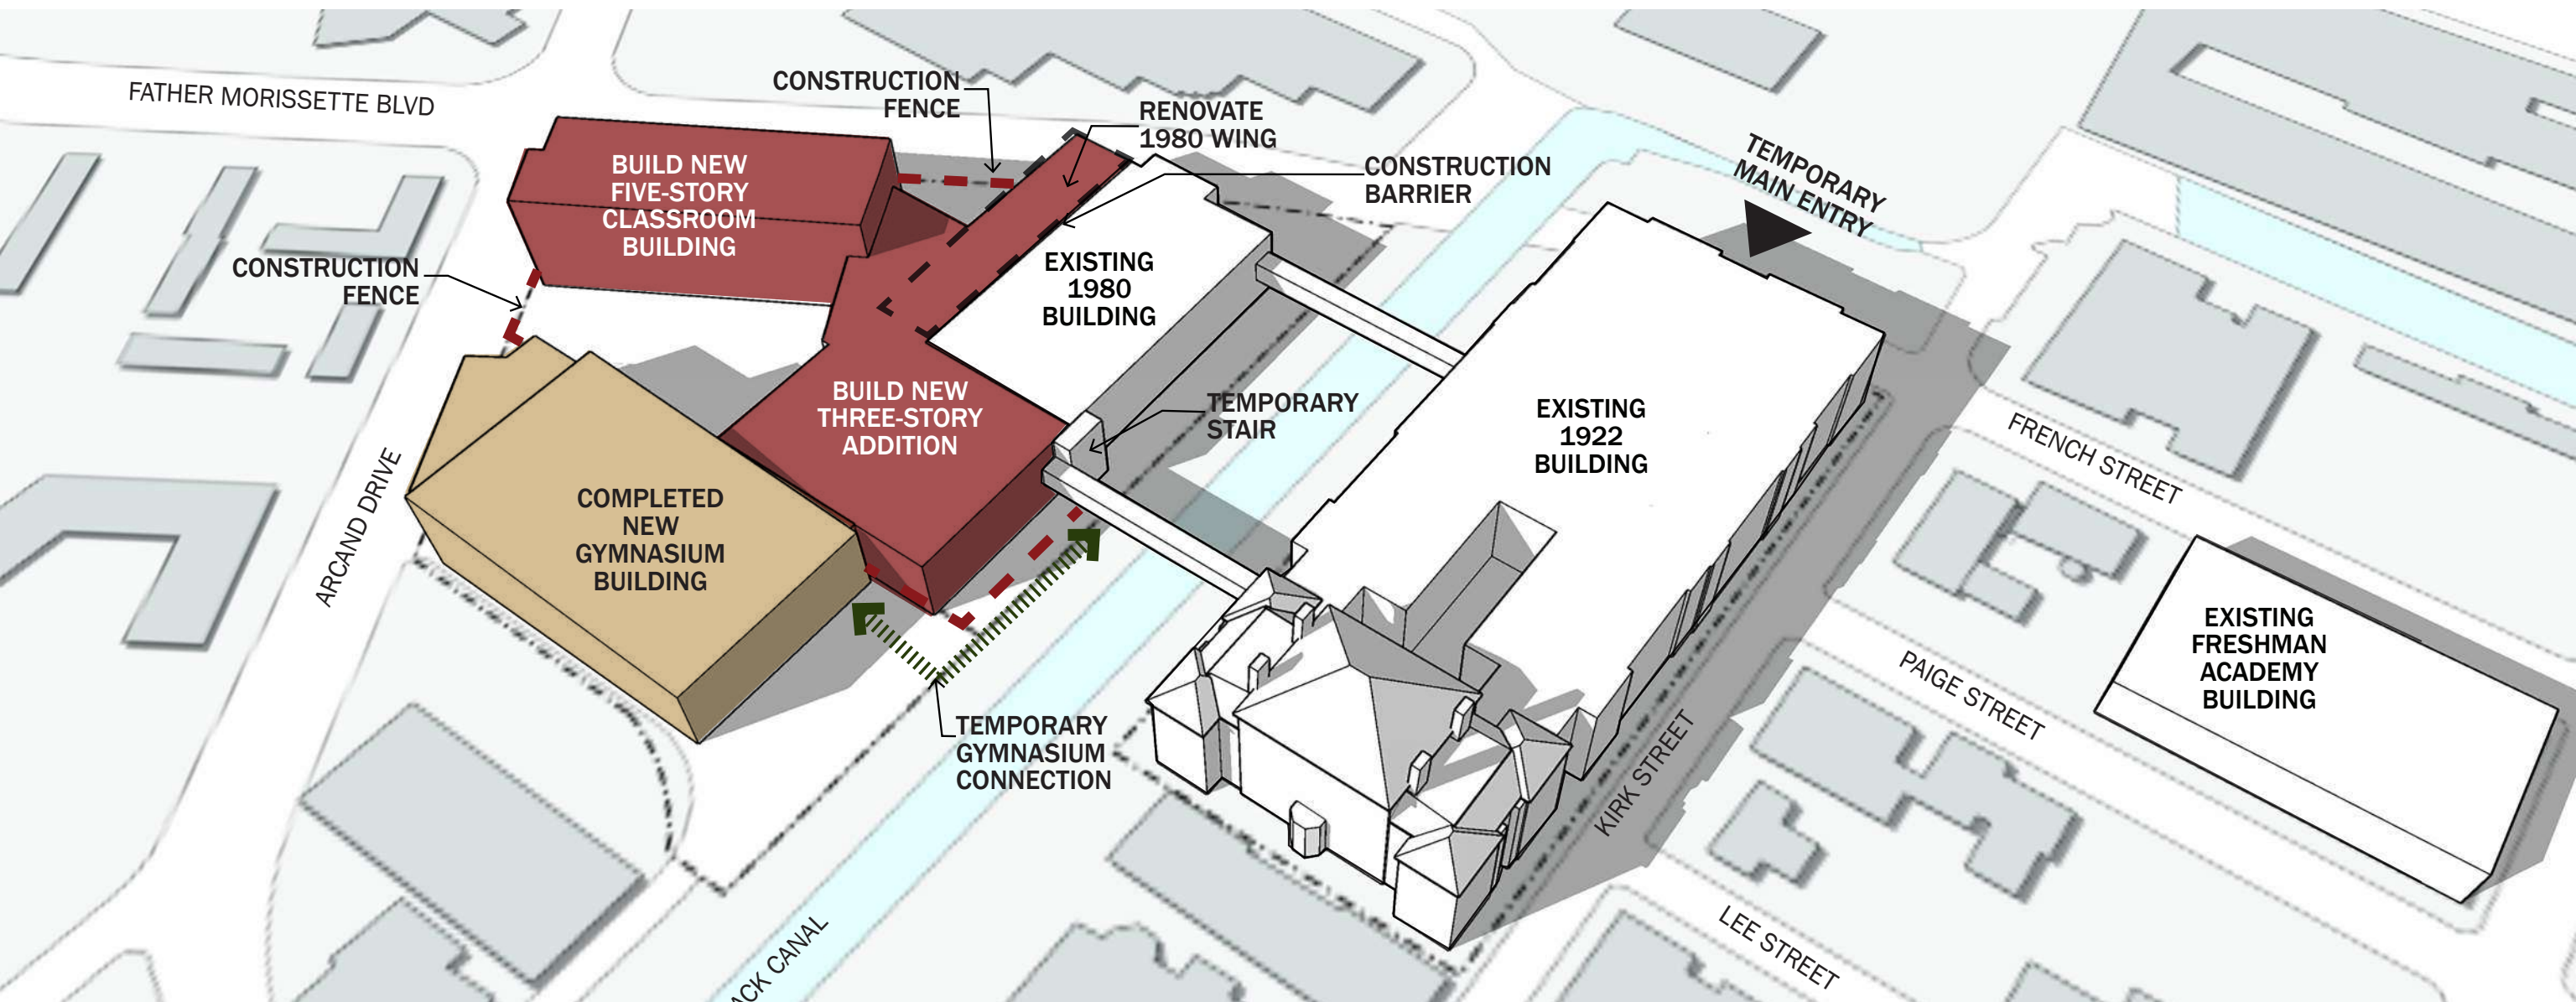 FATHER MORISSETTE BLVD
CONSTRUCTION
FENCE
RENOVATE
1980 WING
CONSTRUCTION
BARRIER
TEMPORARY
MAIN ENTRY
BUILD NEW
FIVE-STORY
CLASSROOM
BUILDING
CONSTRUCTION
FENCE
EXISTING
1980
BUILDING
BUILD NEW
THREE-STORY
ADDITION
TEMPORARY
STAIR
EXISTING
1922
BUILDING
FRENCH STREET
ARCAND DRIVE
COMPLETED
NEW
GYMNASIUM
BUILDING
EXISTING
FRESHMAN
ACADEMY
BUILDING
PAIGE STREET
TEMPORARY
GYMNASIUM
CONNECTION
KIRK STREET
LEE STREET
ACK CANAL